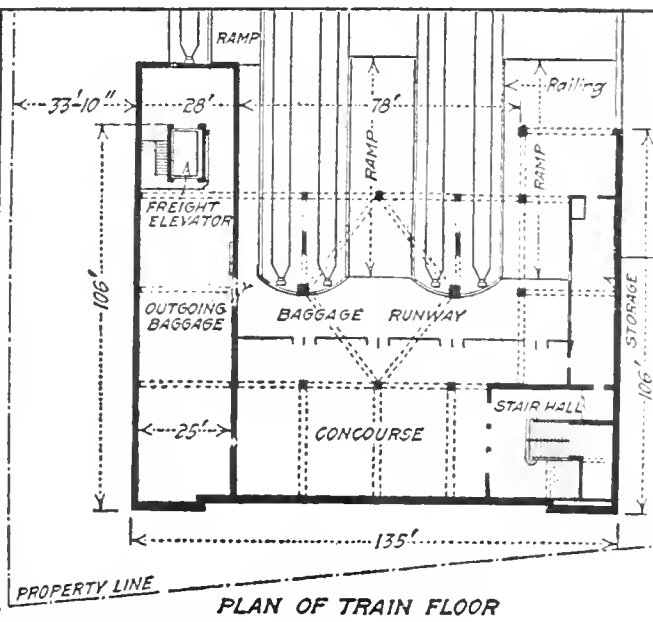 RAMP
33'-10"
28'
78'
Railing
RAMP
RAMP
FREIGHT
ELEVATOR
106'
OUTGOING
BAGGAGE
BAGGAGE RUNWAY
STORAGE
106'
STAIR HALL
25'
CONCOURSE
135'
PROPERTY LINE
PLAN OF TRAIN FLOOR